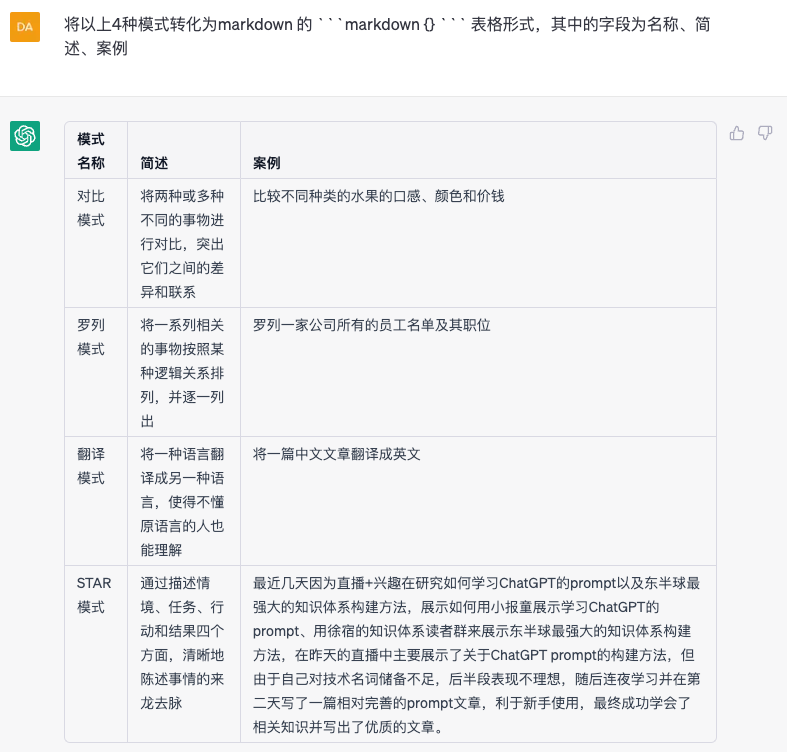 DA
将以上4种模式转化为markdown 的 ```markdown {} ``` 表格形式，其中的字段为名称、简
述、案例
模式
名称
简述
案例
对比
模式
将两种或多种
不同的事物进
行对比，突出
它们之间的差
异和联系
比较不同种类的水果的口感、颜色和价钱
罗列
模式
将一系列相关
的事物按照某
种逻辑关系排
列，并逐一列
出
罗列一家公司所有的员工名单及其职位
翻译
模式
将一种语言翻
译成另一种语
言，使得不懂
原语言的人也
能理解
将一篇中文文章翻译成英文
STAR
模式
通过描述情
境、任务、行
动和结果四个
方面，清晰地
陈述事情的来
龙去脉
最近几天因为直播+兴趣在研究如何学习ChatGPT的prompt以及东半球最
强大的知识体系构建方法，展示如何用小报童展示学习ChatGPT的
prompt、用徐宿的知识体系读者群来展示东半球最强大的知识体系构建
方法，在昨天的直播中主要展示了关于ChatGPT prompt的构建方法，但
由于自己对技术名词储备不足，后半段表现不理想，随后连夜学习并在第
二天写了一篇相对完善的prompt文章，利于新手使用，最终成功学会了
相关知识并写出了优质的文章。